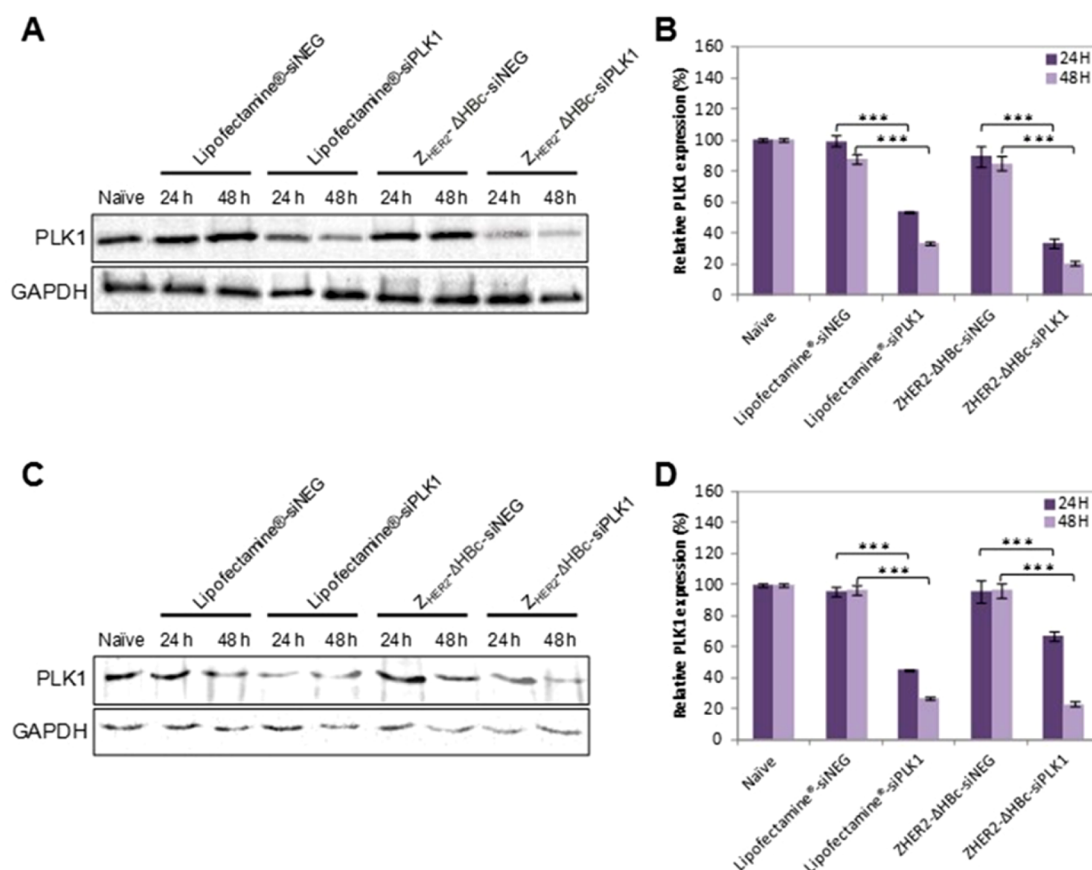 A
Lipofectamine®-siNEG
Lipofectamine®-siPLK1
ZHER2-ΔHBc-siNEG
ZHER2-ΔHBc-siPLK1
Naïve 24 h 48 h 24 h 48 h 24 h 48 h 24 h 48 h
PLK1
GAPDH
B
Relative PLK1 expression (%)
160
140
120
100
80
60
40
20
0
24H
48H
*** ***
*** ***
Naïve
Lipofectamine®-siNEG
Lipofectamine®-siPLK1
ZHER2-ΔHBc-siNEG
ZHER2-ΔHBc-siPLK1
C
Lipofectamine®-siNEG
Lipofectamine®-siPLK1
ZHER2-ΔHBc-siNEG
ZHER2-ΔHBc-siPLK1
Naïve 24 h 48 h 24 h 48 h 24 h 48 h 24 h 48 h
PLK1
GAPDH
D
Relative PLK1 expression (%)
160
140
120
100
80
60
40
20
0
24H
48H
*** ***
*** ***
Naïve
Lipofectamine®-siNEG
Lipofectamine®-siPLK1
ZHER2-ΔHBc-siNEG
ZHER2-ΔHBc-siPLK1